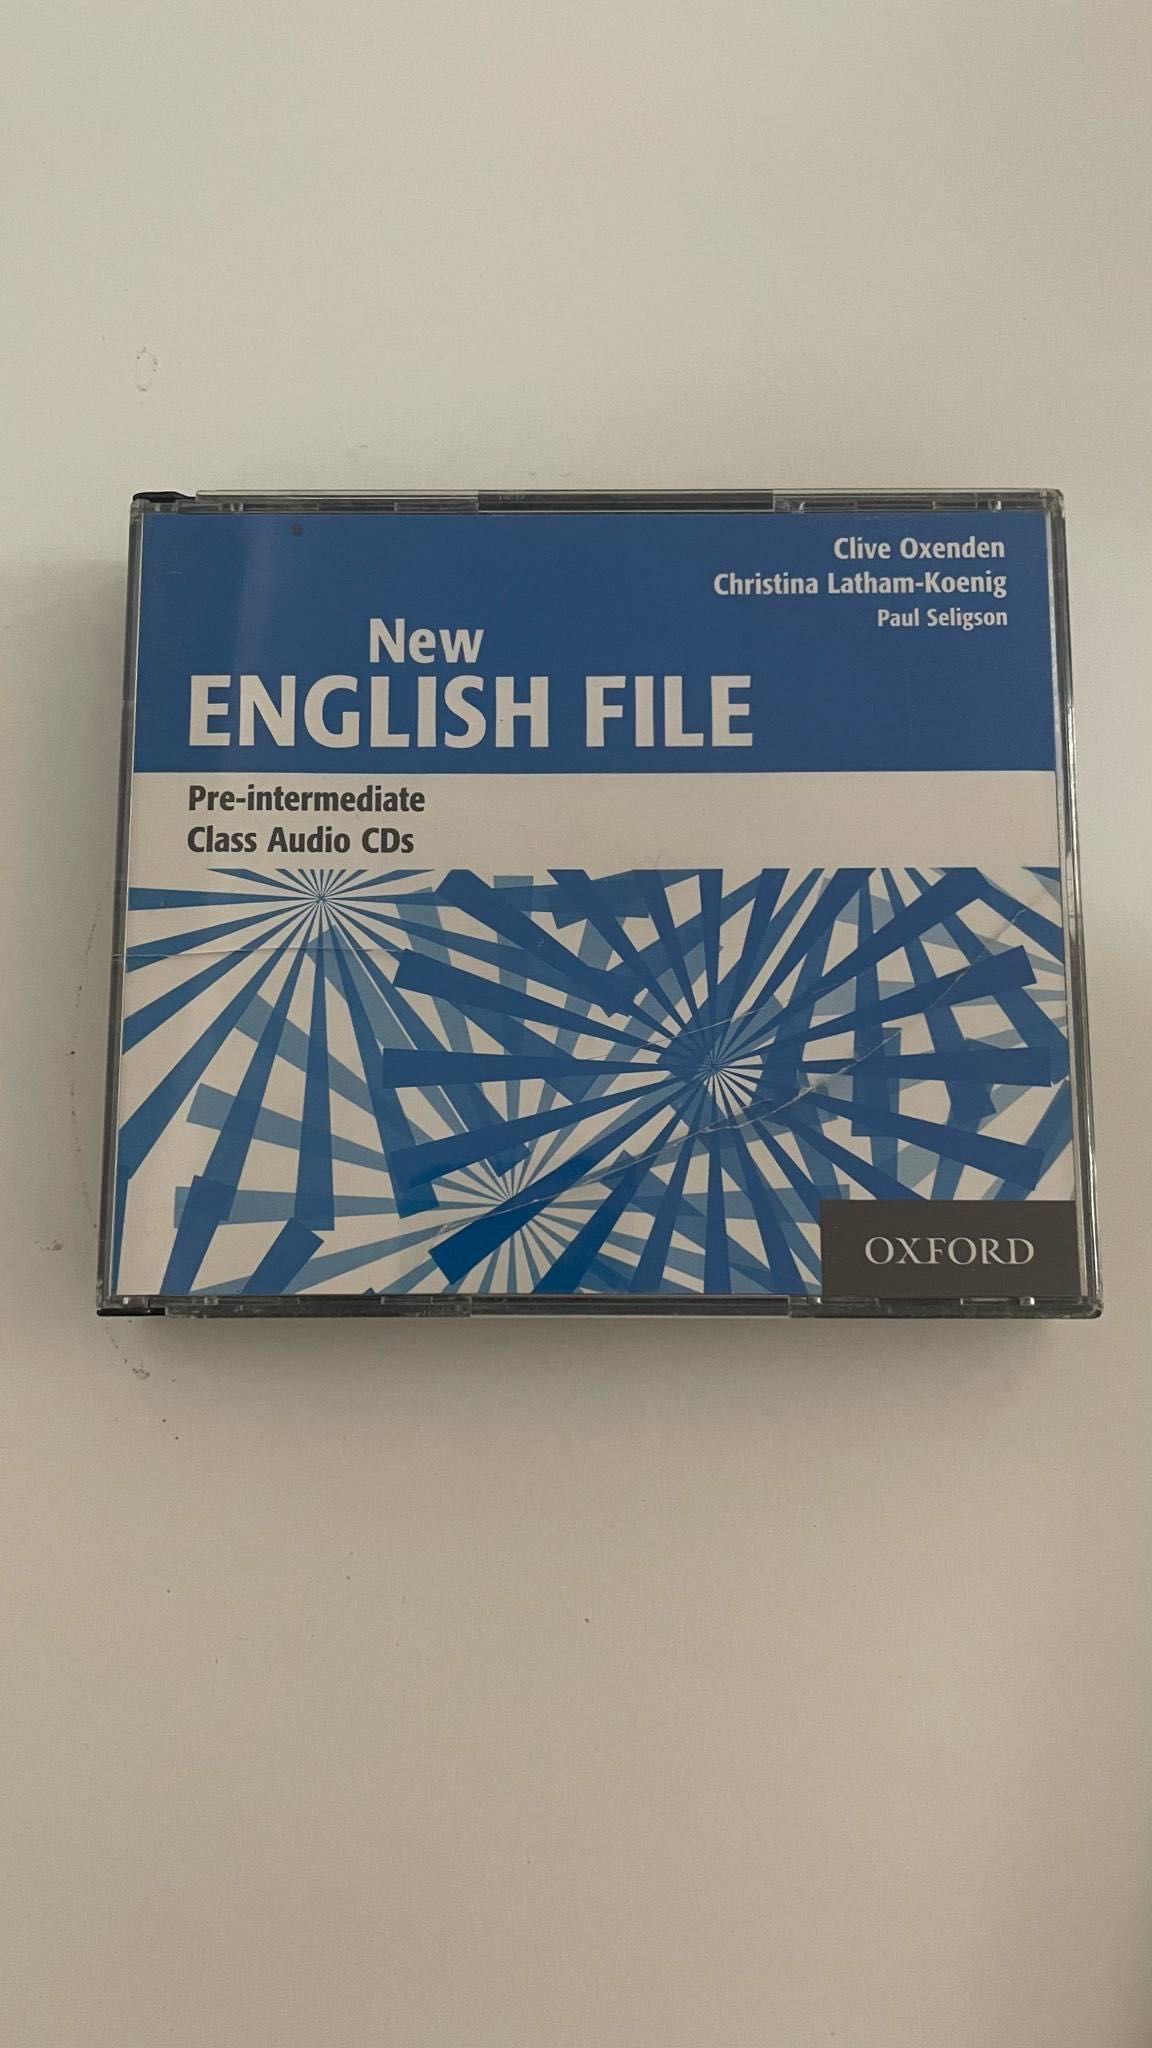 Clive Oxenden
Christina Latham-Koenig
Paul Seligson
New
ENGLISH FILE
Pre-intermediate
Class Audio CDs
OXFORD